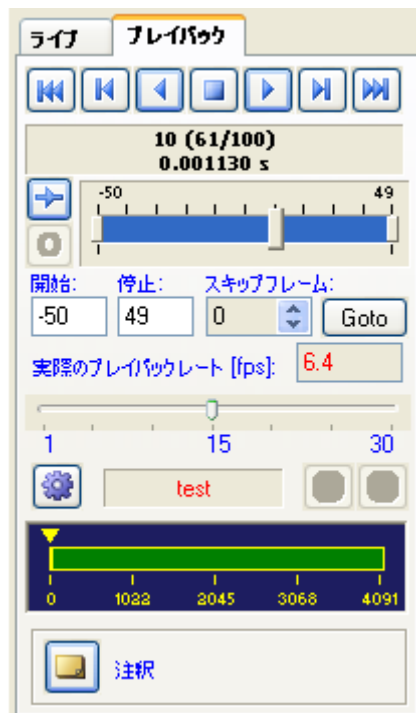 ライブ プレイバック
10 (61/100)
0.001130 s
-50 49
開始: 停止: スキップフレーム:
-50 49 0 Goto
実際のプレイバックレート [fps]: 6.4
1 15 30
test
0 1022 2045 3068 4091
注釈